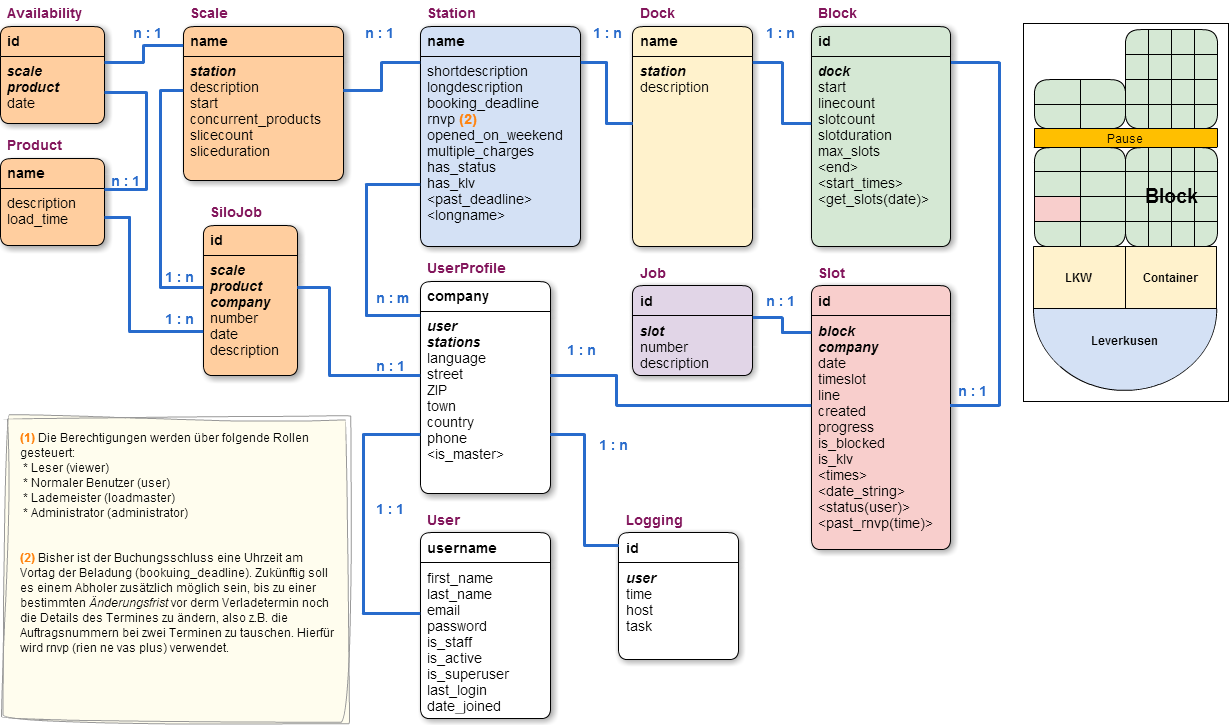 Availability
id
scale
product
date
n : 1
Scale
name
station
description
start
concurrent_products
slicecount
sliceduration
n : 1
Station
name
shortdescription
longdescription
booking_deadline
rnvp (2)
opened_on_weekend
multiple_charges
has_status
has_klv
<past_deadline>
<longname>
1 : n
Dock
name
station
description
1 : n
Block
id
dock
start
linecount
slotcount
slotduration
max_slots
<end>
<start_times>
<get_slots(date)>
Pause
Block
LKW
Container
Leverkusen
Product
name
description
load_time
n : 1
SiloJob
id
scale
product
company
number
date
description
1 : n
1 : n
n : m
n : 1
UserProfile
company
user
stations
language
street
ZIP
town
country
phone
<is_master>
1 : n
Job
id
slot
number
description
n : 1
Slot
id
block
company
date
timeslot
line
created
progress
is_blocked
is_klv
<times>
<date_string>
<status(user)>
<past_rnvp(time)>
n : 1
1 : n
1 : 1
User
username
first_name
last_name
email
password
is_staff
is_active
is_superuser
last_login
date_joined
Logging
id
user
time
host
task
(1) Die Berechtigungen werden über folgende Rollen
gesteuert:
* Leser (viewer)
* Normaler Benutzer (user)
* Lademeister (loadmaster)
* Administrator (administrator)
(2) Bisher ist der Buchungsschluss eine Uhrzeit am
Vortag der Beladung (bookuing_deadline). Zukünftig soll
es einem Abholer zusätzlich möglich sein, bis zu einer
bestimmten Änderungsfrist vor derm Verladetermin noch
die Details des Termines zu ändern, also z.B. die
Auftragsnummern bei zwei Terminen zu tauschen. Hierfür
wird rnvp (rien ne vas plus) verwendet.